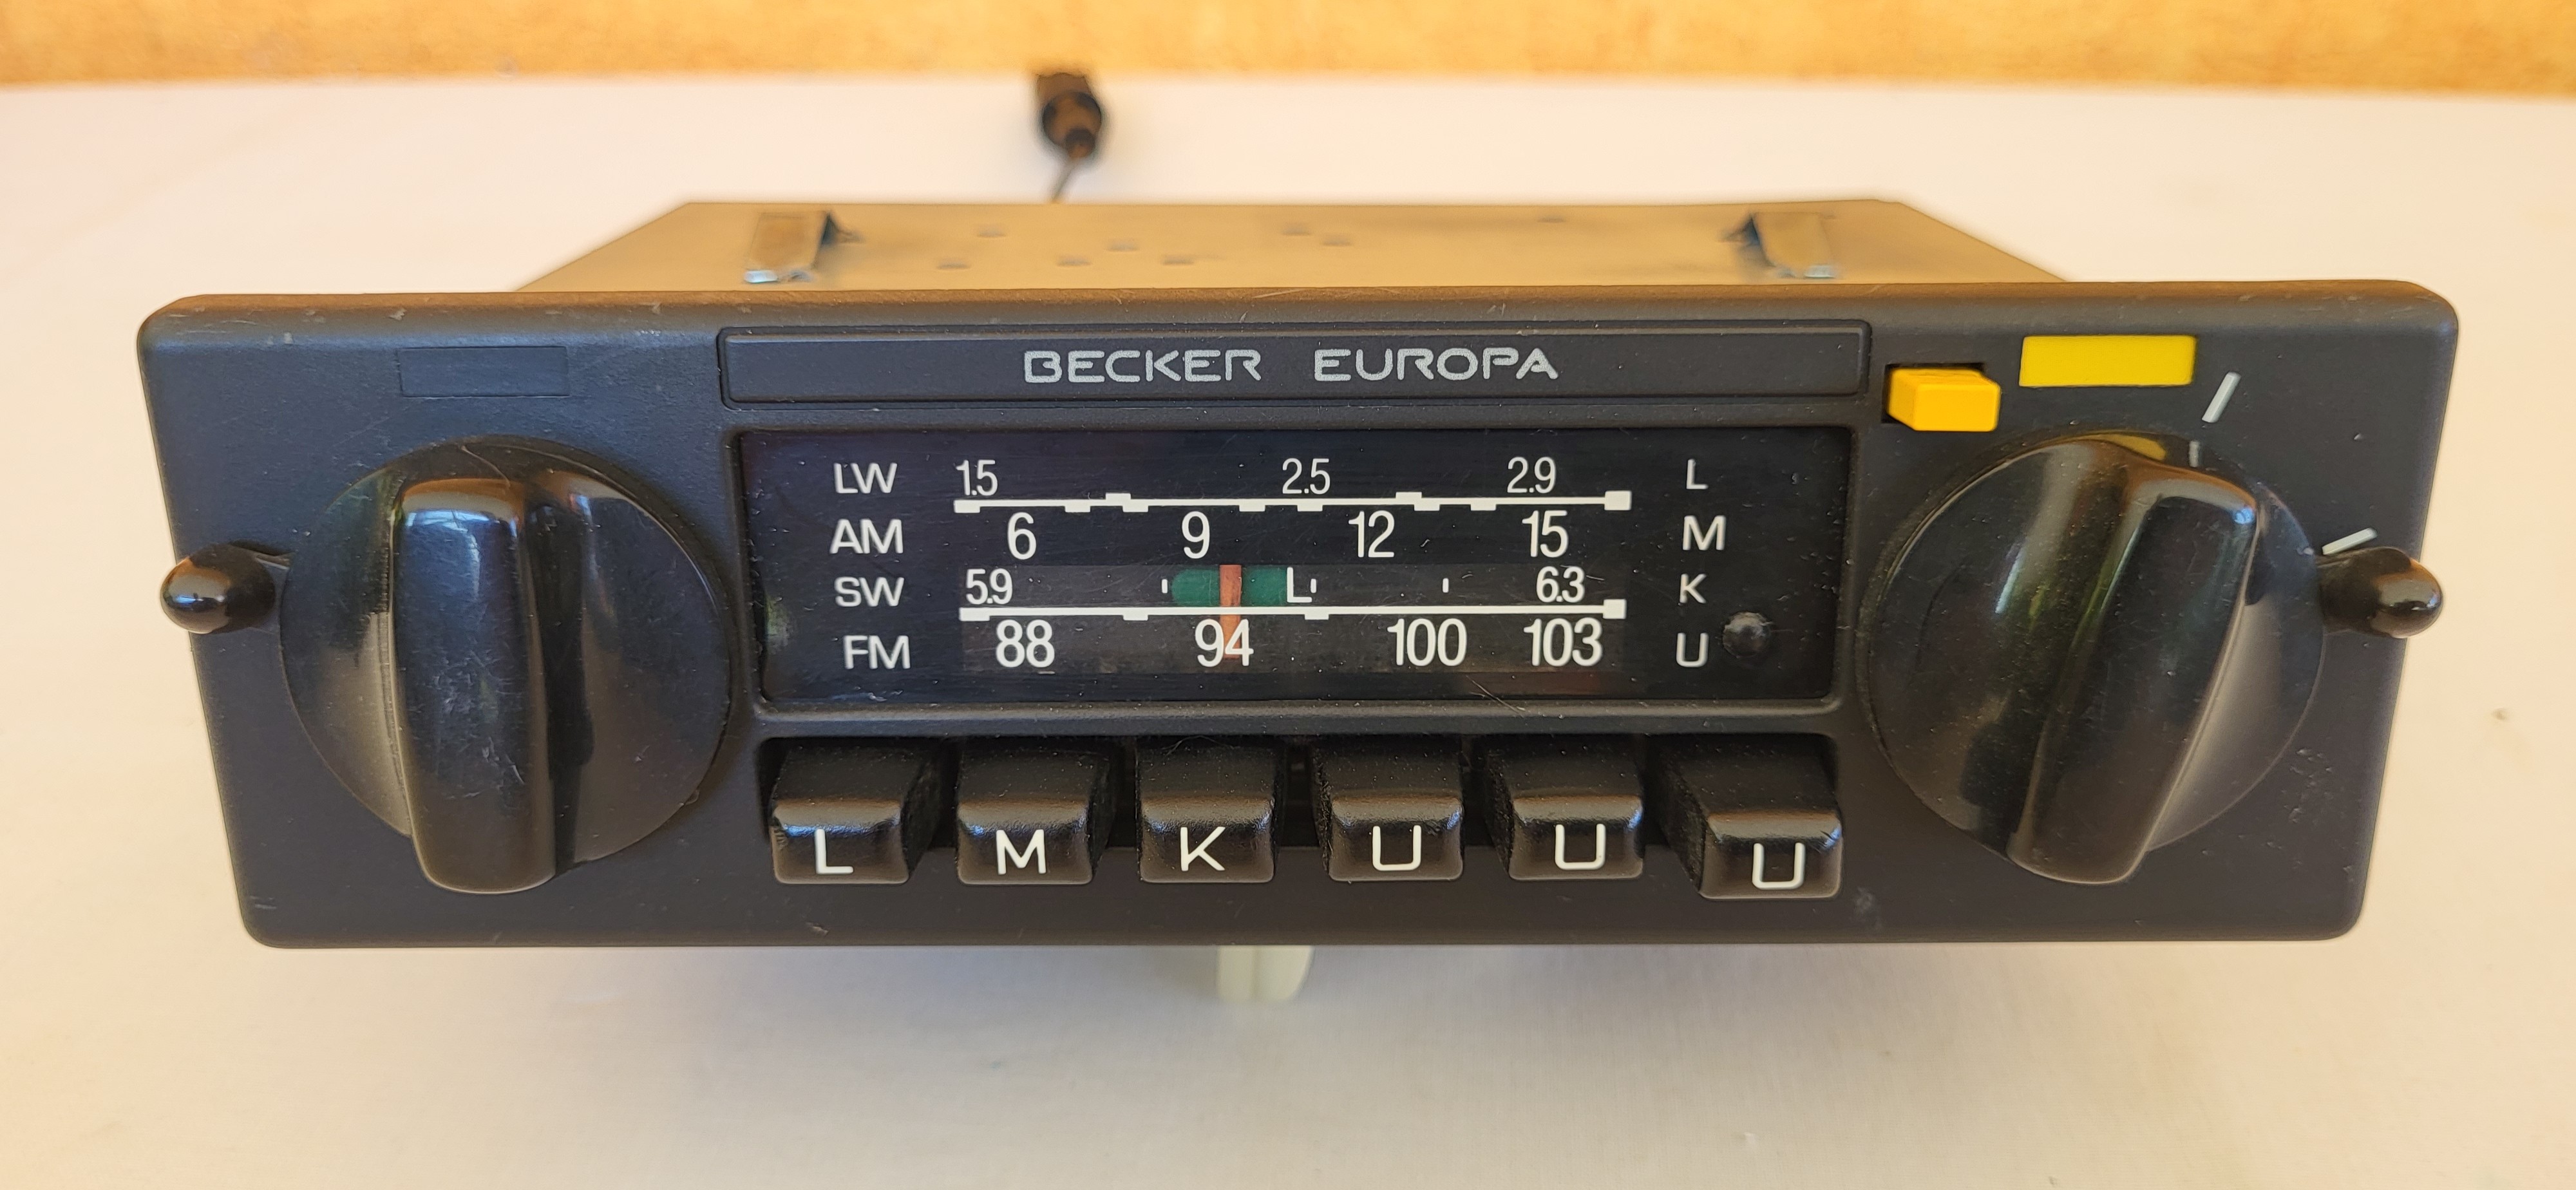 BECKER EUROPA
LW 1.5 2.5 2.9 L
AM 6 9 12 15 M
SW 5.9 L 6.3 K
FM 88 94 100 103 U
L M K U U U